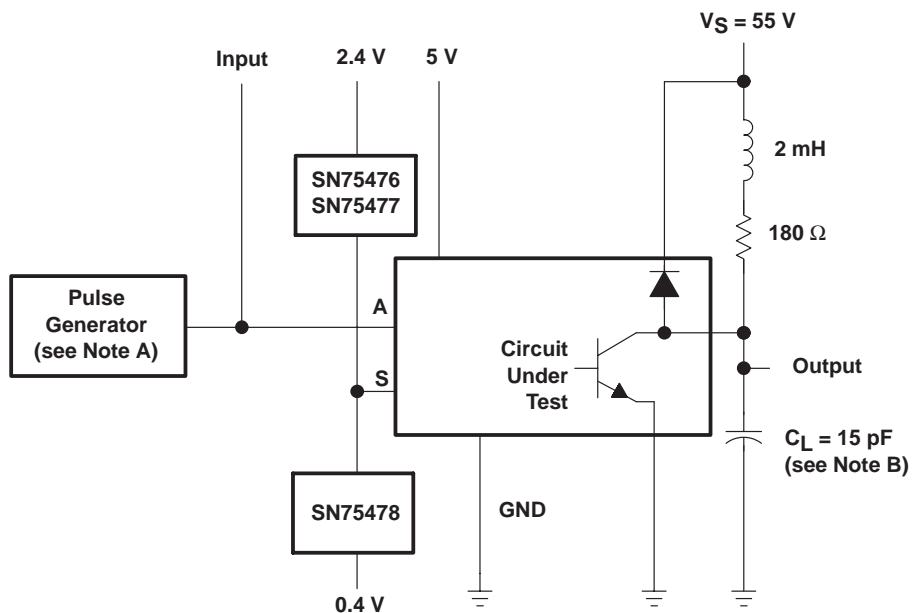 V_S = 55 V
Input
2.4 V
5 V
2 mH
SN75476
SN75477
180 Ω
Pulse
Generator
(see Note A)
A
Circuit
Under
Test
S
Output
C_L = 15 pF
(see Note B)
SN75478
GND
0.4 V